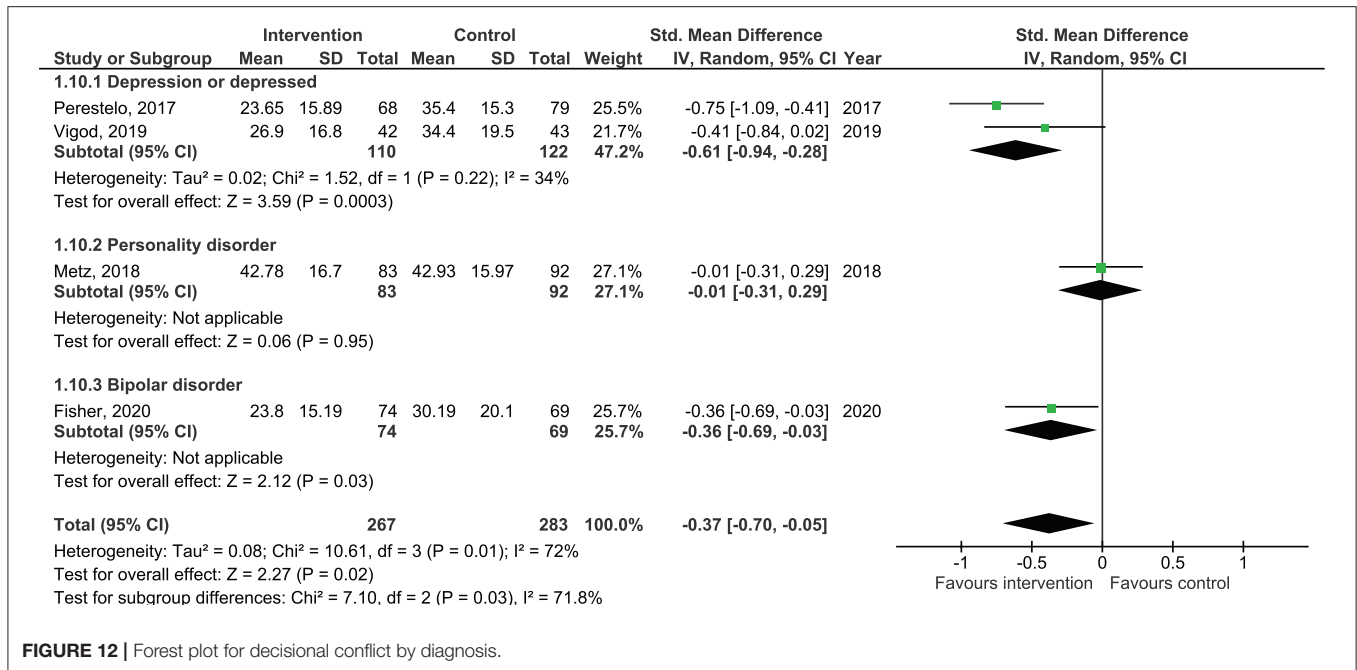 Intervention Control Std. Mean Difference Std. Mean Difference
Study or Subgroup Mean SD Total Mean SD Total Weight IV, Random, 95% CI Year IV, Random, 95% CI
1.10.1 Depression or depressed
Perestelo, 2017 23.65 15.89 68 35.4 15.3 79 25.5% -0.75 [-1.09, -0.41] 2017
Vigod, 2019 26.9 16.8 42 34.4 19.5 43 21.7% -0.41 [-0.84, 0.02] 2019
Subtotal (95% CI) 110 122 47.2% -0.61 [-0.94, -0.28]
Heterogeneity: Tau² = 0.02; Chi² = 1.52, df = 1 (P = 0.22); I² = 34%
Test for overall effect: Z = 3.59 (P = 0.0003)
1.10.2 Personality disorder
Metz, 2018 42.78 16.7 83 42.93 15.97 92 27.1% -0.01 [-0.31, 0.29] 2018
Subtotal (95% CI) 83 92 27.1% -0.01 [-0.31, 0.29]
Heterogeneity: Not applicable
Test for overall effect: Z = 0.06 (P = 0.95)
1.10.3 Bipolar disorder
Fisher, 2020 23.8 15.19 74 30.19 20.1 69 25.7% -0.36 [-0.69, -0.03] 2020
Subtotal (95% CI) 74 69 25.7% -0.36 [-0.69, -0.03]
Heterogeneity: Not applicable
Test for overall effect: Z = 2.12 (P = 0.03)
Total (95% CI) 267 283 100.0% -0.37 [-0.70, -0.05]
Heterogeneity: Tau² = 0.08; Chi² = 10.61, df = 3 (P = 0.01); I² = 72%
Test for overall effect: Z = 2.27 (P = 0.02)
Test for subgroup differences: Chi² = 7.10, df = 2 (P = 0.03), I² = 71.8%
-1 -0.5 0 0.5 1
Favours intervention Favours control
FIGURE 12 | Forest plot for decisional conflict by diagnosis.